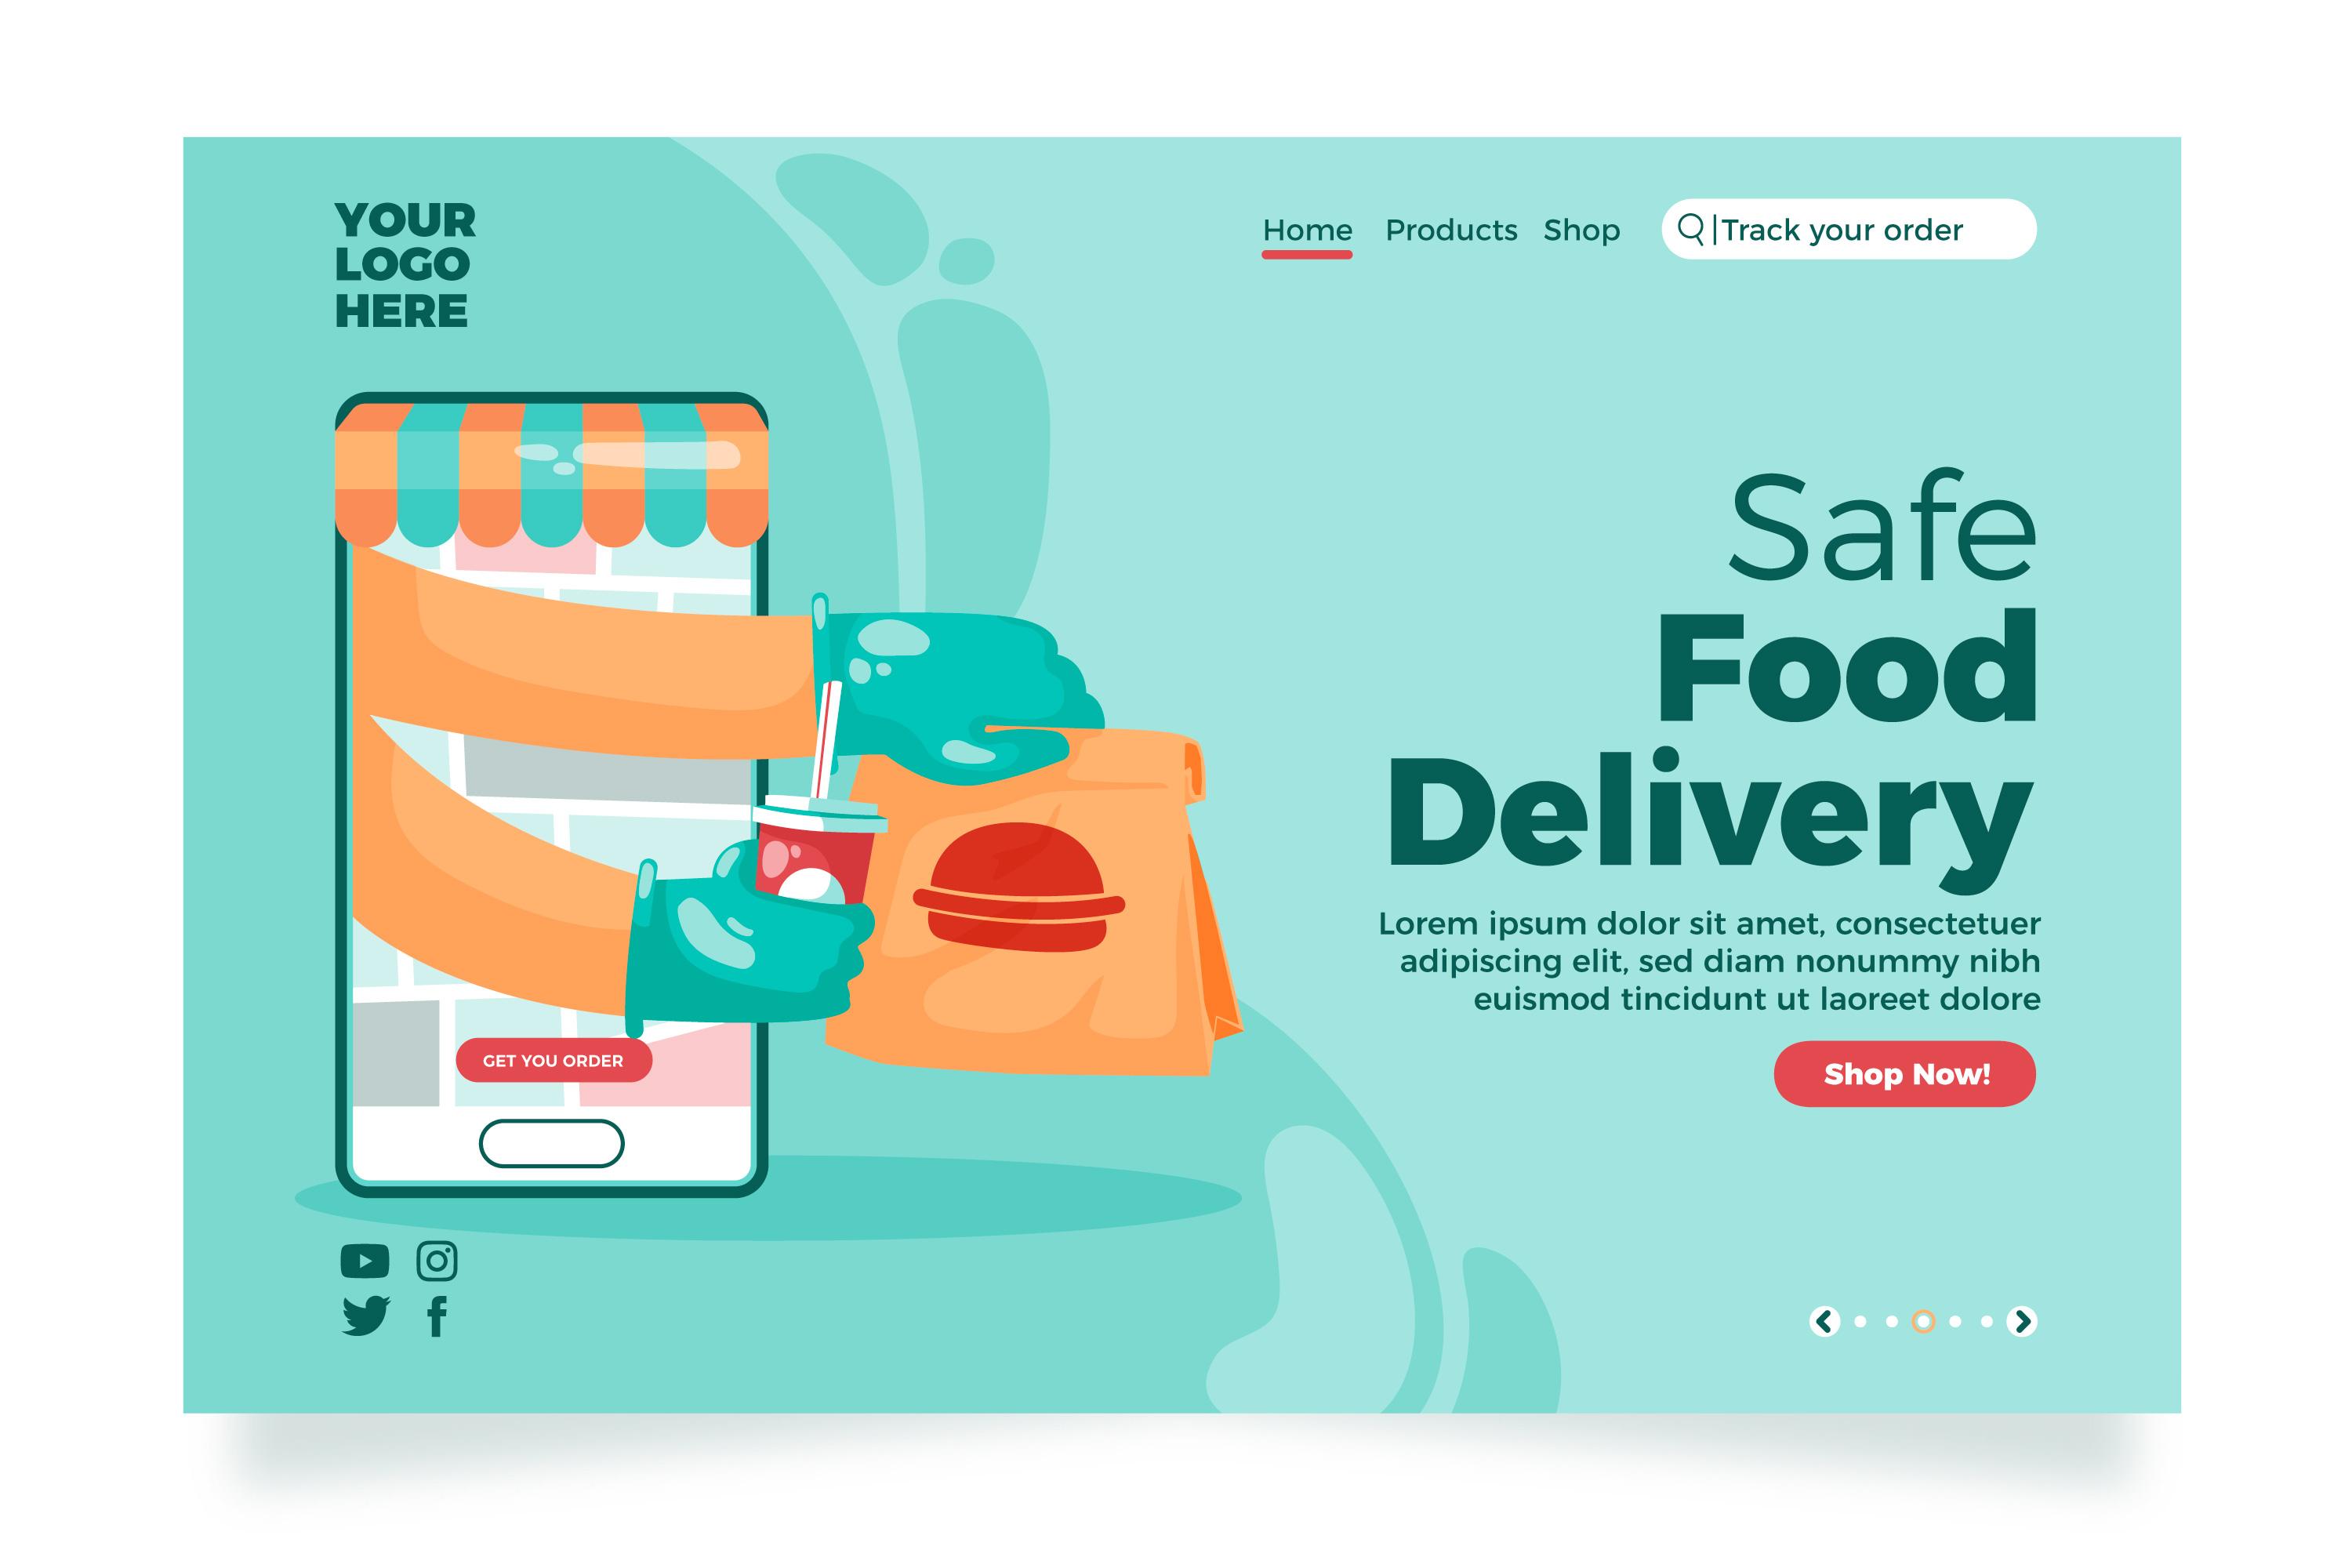 YOUR
LOGO
HERE
Home Products Shop Track your order
Safe
Food
Delivery
Lorem ipsum dolor sit amet, consectetuer
adipiscing elit, sed diam nonummy nibh
euismod tincidunt ut laoreet dolore
GET YOU ORDER
Shop Now!